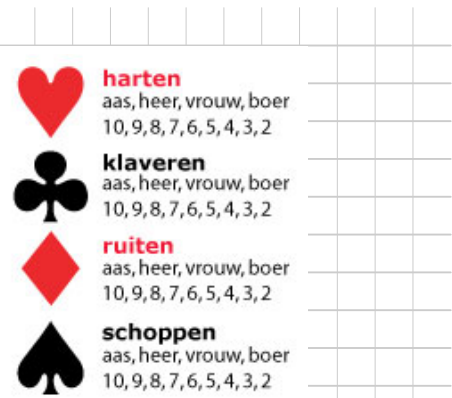 harten
aas, heer, vrouw, boer
10, 9, 8, 7, 6, 5, 4, 3, 2
klaveren
aas, heer, vrouw, boer
10, 9, 8, 7, 6, 5, 4, 3, 2
ruiten
aas, heer, vrouw, boer
10, 9, 8, 7, 6, 5, 4, 3, 2
schoppen
aas, heer, vrouw, boer
10, 9, 8, 7, 6, 5, 4, 3, 2